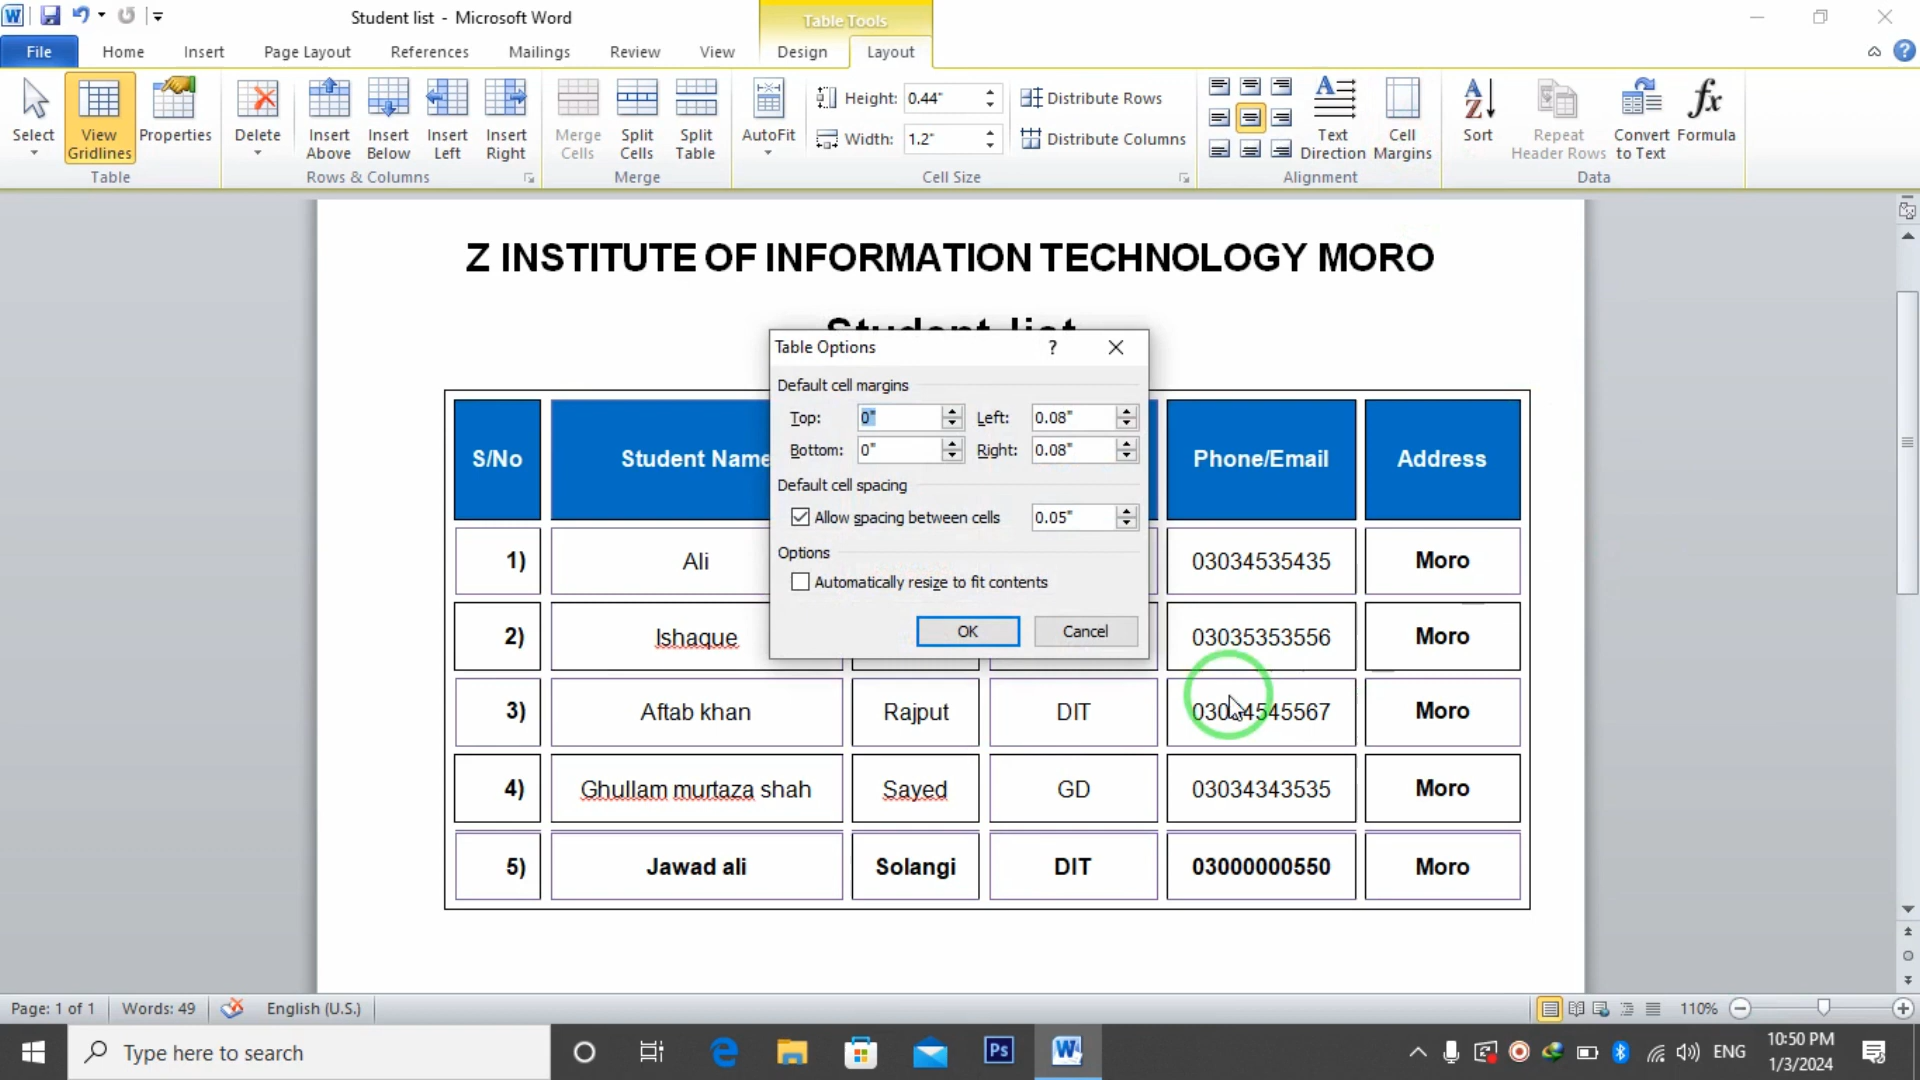 Student list - Microsoft Word
Table Tools
File Home Insert Page Layout References Mailings Review View Design Layout
Select
View Gridlines
Properties
Table
Delete
Insert Above
Insert Below
Insert Left
Insert Right
Rows & Columns
Merge Cells
Split Cells
Split Table
Merge
AutoFit
Height: 0.44"
Width: 1.2"
Distribute Rows
Distribute Columns
Cell Size
Text Direction
Cell Margins
Alignment
A Z Sort
Repeat Header Rows
Convert to Text
fx Formula
Data
Z INSTITUTE OF INFORMATION TECHNOLOGY MORO
Student list
Table Options
Default cell margins
Top: 0" Left: 0.08"
Bottom: 0" Right: 0.08"
Default cell spacing
Allow spacing between cells 0.05"
Options
Automatically resize to fit contents
OK Cancel
S/No Student Name Phone/Email Address
1) Ali 03034535435 Moro
2) Ishaque 03035353556 Moro
3) Aftab khan Rajput DIT Moro
4) Ghullam murtaza shah Sayed GD 03034343535 Moro
5) Jawad ali Solangi DIT 03000000550 Moro
Page: 1 of 1 Words: 49 English (U.S.) 110%
Type here to search
Ps
W
ENG
10:50 PM
1/3/2024